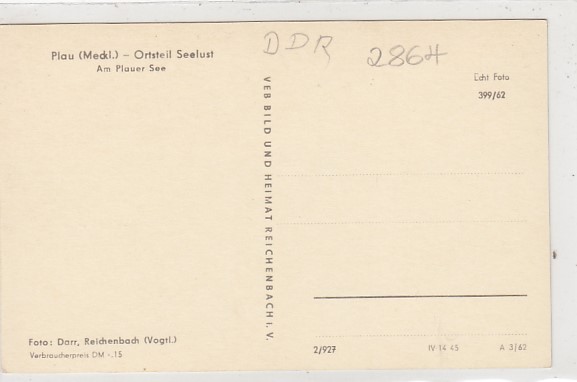 Plau (Meckl.) – Ortsteil Seelust
Am Plauer See
DDR 2864
Echt Foto
399/62
VEB BILD UND HEIMAT REICHENBACH I. V.
Foto: Darr, Reichenbach (Vogtl.)
Verbraucherpreis DM -.15
2/927 IV 14 45 A 3/62